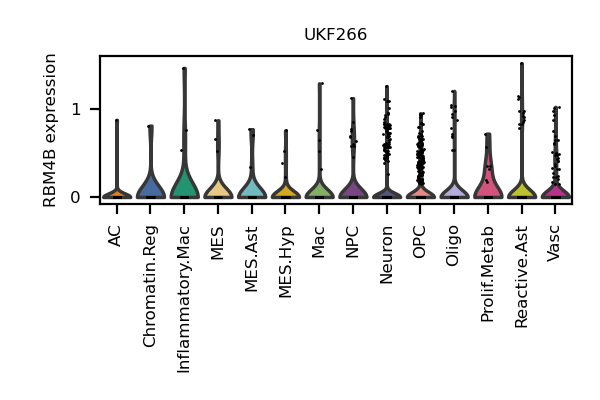 UKF266
RBM4B expression
1
0
AC
Chromatin.Reg
Inflammatory.Mac
MES
MES.Ast
MES.Hyp
Mac
NPC
Neuron
OPC
Oligo
Prolif.Metab
Reactive.Ast
Vasc